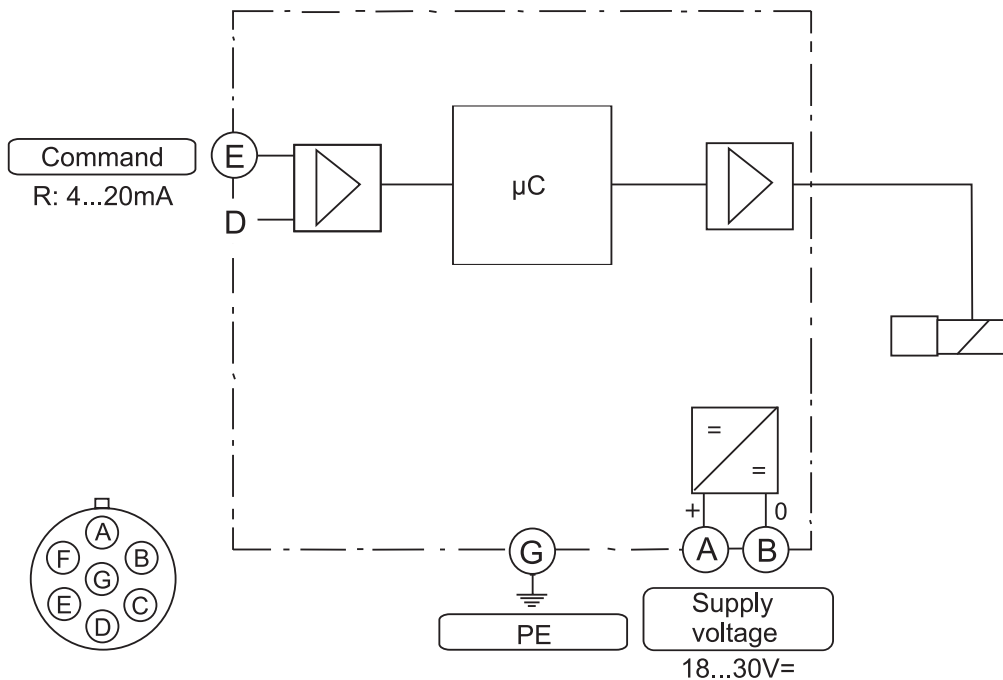 Command
R: 4...20mA
E
D
µC
=
=
+
0
G
A
B
PE
Supply
voltage
18...30V=
A
F
B
G
E
C
D